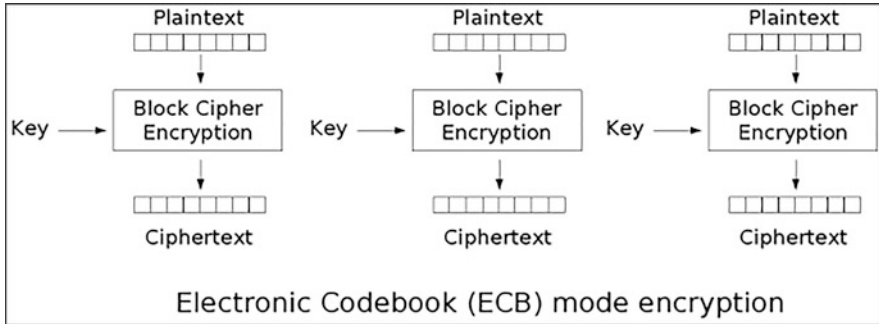 Plaintext Plaintext Plaintext
Block Cipher Encryption Block Cipher Encryption Block Cipher Encryption
Key Key Key
Ciphertext Ciphertext Ciphertext
Electronic Codebook (ECB) mode encryption